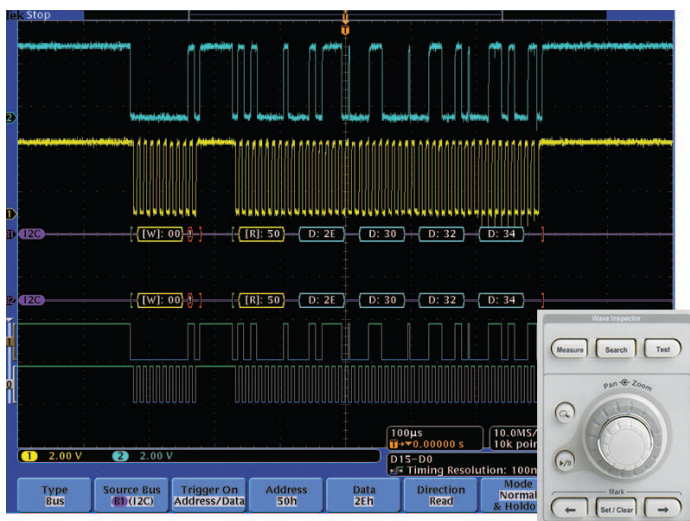 Tek Stop
2
1
B1 I2C [W]: 00 ! [R]: 50 D: 2E D: 30 D: 32 D: 34
B2 I2C [W]: 00 ! [R]: 50 D: 2E D: 30 D: 32 D: 34
Wave Inspector
Measure Search Test
Pan Zoom
Mark
Set / Clear
100µs
0.00000 s
10.0MS/
10k poin
D15-D0
Timing Resolution: 100n
1 2.00 V 2 2.00 V
Type
Bus
Source Bus
B1 (I2C)
Trigger On
Address/Data
Address
50h
Data
2Eh
Direction
Read
Mode
Normal
& Holdo